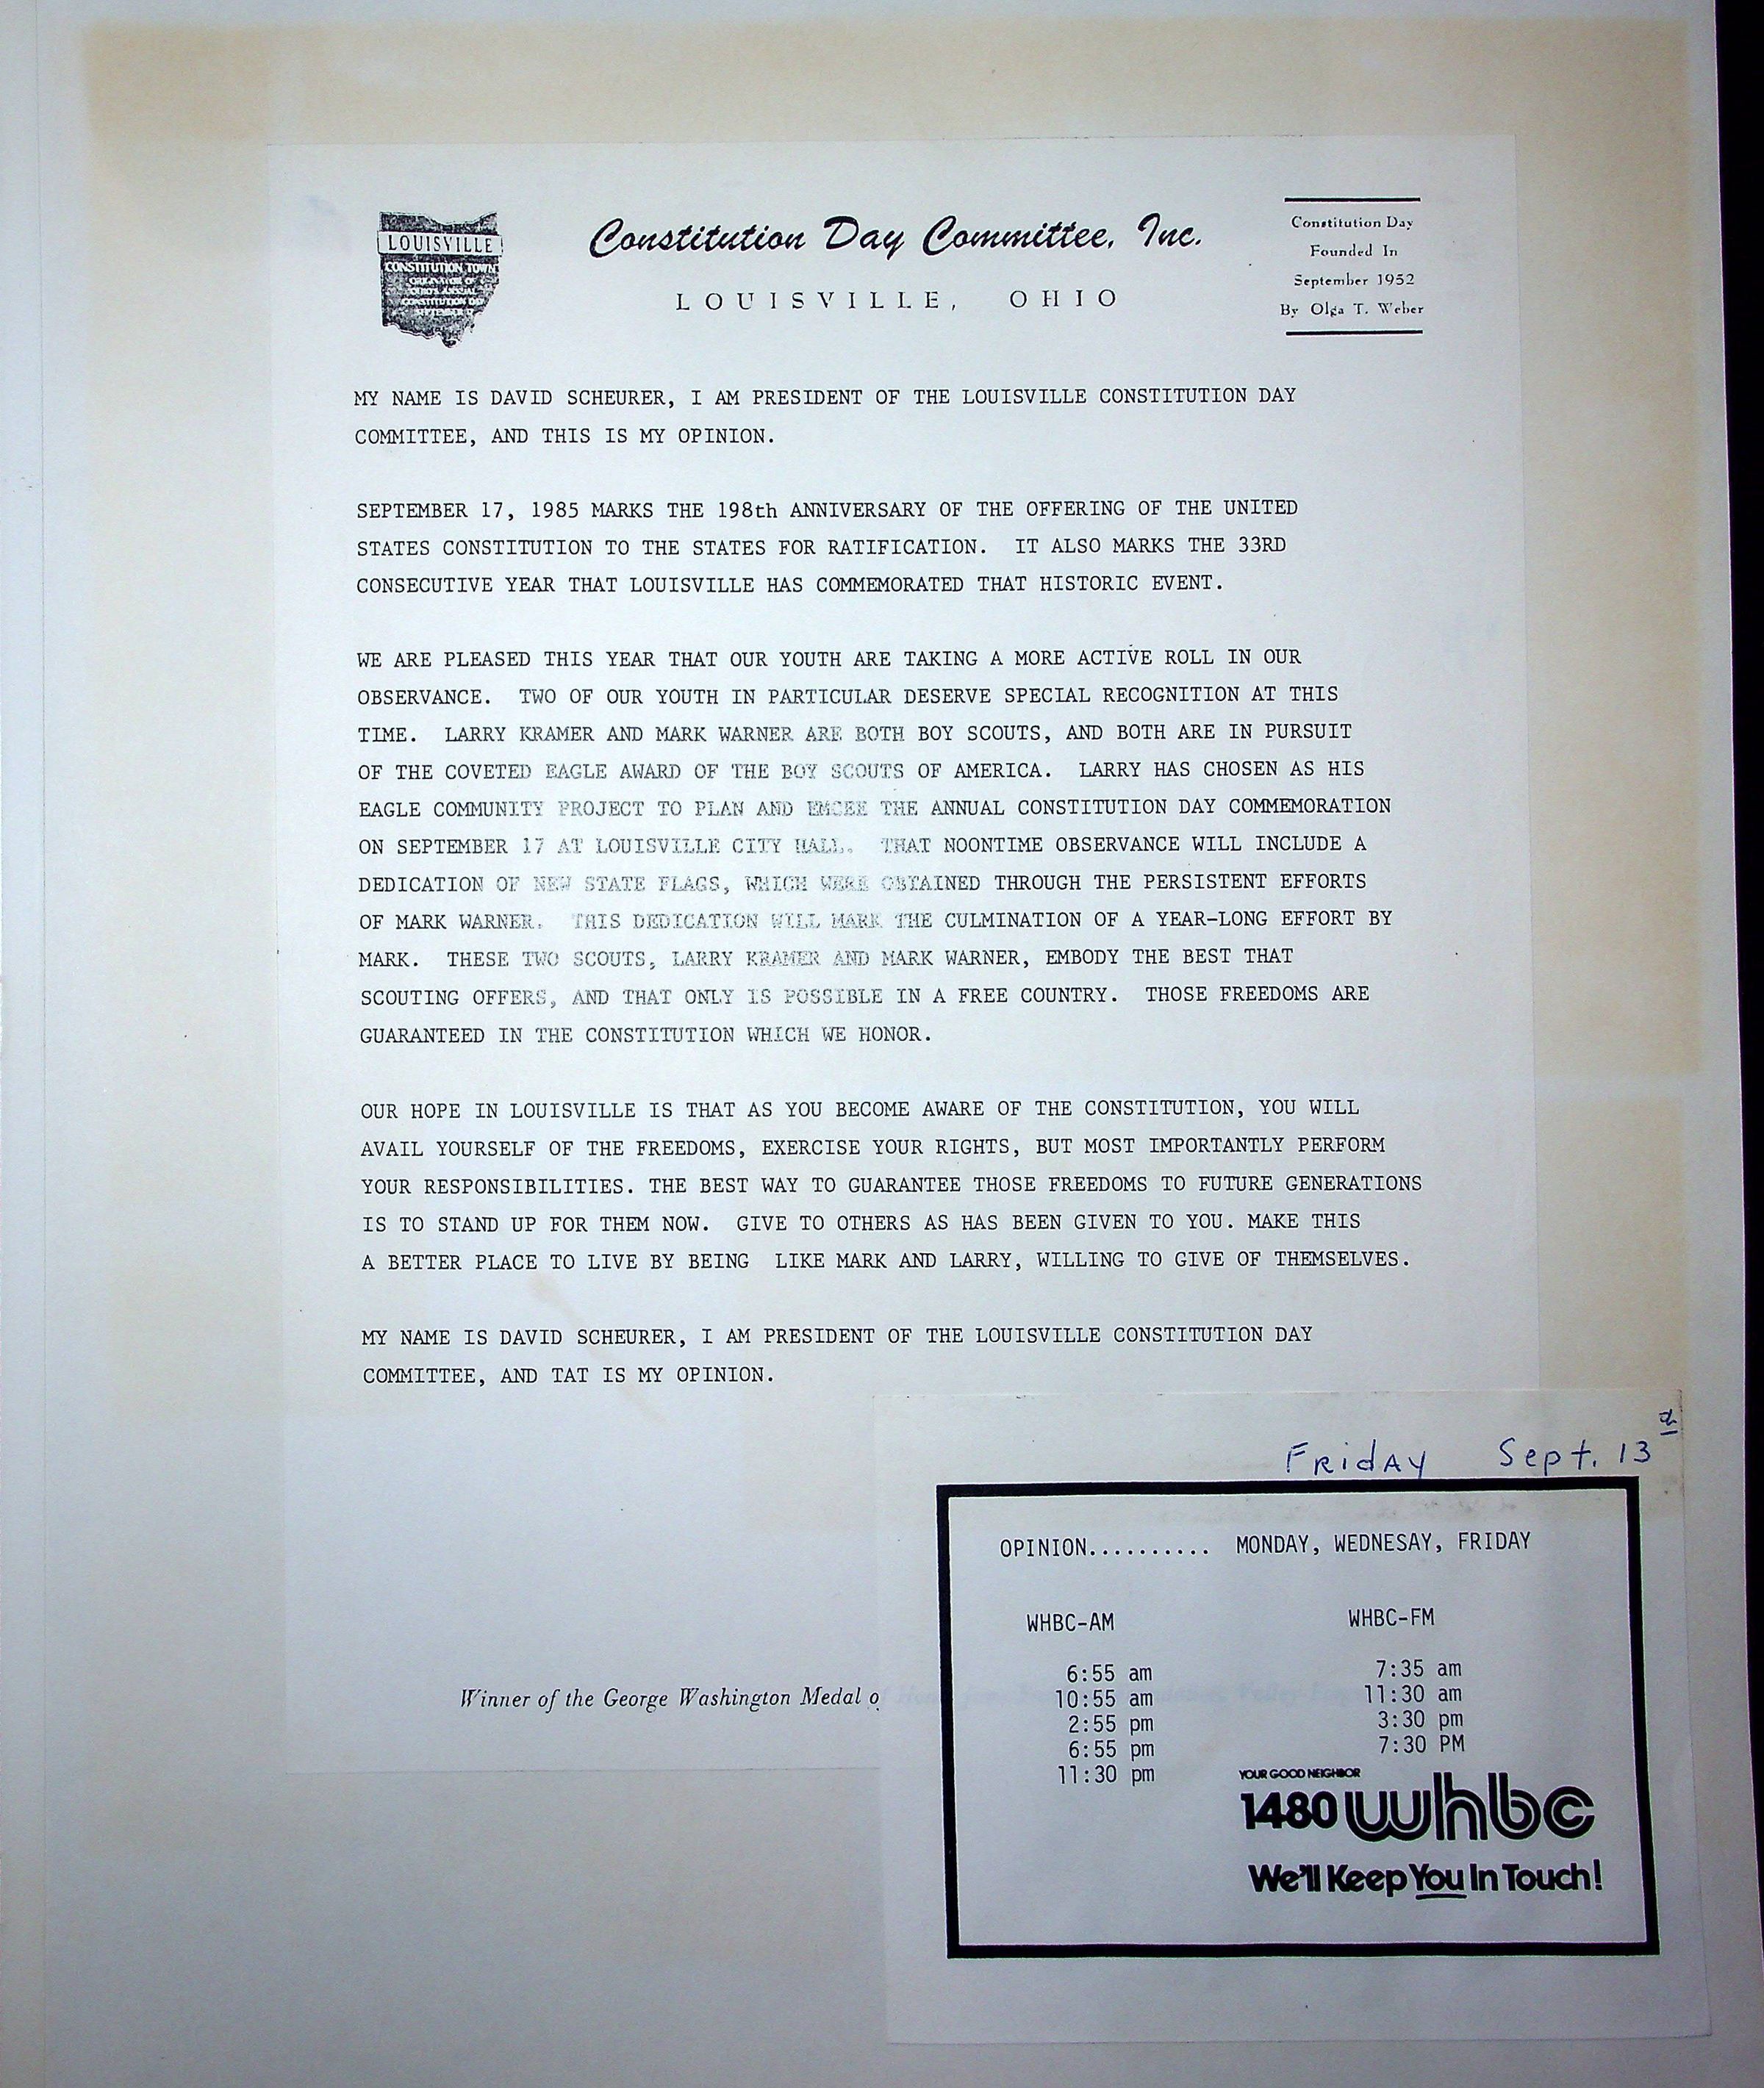 LOUISVILLE
CONSTITUTION TOWN
ORIGINATOR OF
OHIO'S ANNUAL
CONSTITUTION DAY
SEPTEMBER 17
Constitution Day Committee, Inc.
LOUISVILLE, OHIO
Constitution Day
Founded In
September 1952
By Olga T. Weber
MY NAME IS DAVID SCHEURER, I AM PRESIDENT OF THE LOUISVILLE CONSTITUTION DAY
COMMITTEE, AND THIS IS MY OPINION.
SEPTEMBER 17, 1985 MARKS THE 198th ANNIVERSARY OF THE OFFERING OF THE UNITED
STATES CONSTITUTION TO THE STATES FOR RATIFICATION. IT ALSO MARKS THE 33RD
CONSECUTIVE YEAR THAT LOUISVILLE HAS COMMEMORATED THAT HISTORIC EVENT.
WE ARE PLEASED THIS YEAR THAT OUR YOUTH ARE TAKING A MORE ACTIVE ROLL IN OUR
OBSERVANCE. TWO OF OUR YOUTH IN PARTICULAR DESERVE SPECIAL RECOGNITION AT THIS
TIME. LARRY KRAMER AND MARK WARNER ARE BOTH BOY SCOUTS, AND BOTH ARE IN PURSUIT
OF THE COVETED EAGLE AWARD OF THE BOY SCOUTS OF AMERICA. LARRY HAS CHOSEN AS HIS
EAGLE COMMUNITY PROJECT TO PLAN AND EMCEE THE ANNUAL CONSTITUTION DAY COMMEMORATION
ON SEPTEMBER 17 AT LOUISVILLE CITY HALL. THAT NOONTIME OBSERVANCE WILL INCLUDE A
DEDICATION OF NEW STATE FLAGS, WHICH WERE OBTAINED THROUGH THE PERSISTENT EFFORTS
OF MARK WARNER. THIS DEDICATION WILL MARK THE CULMINATION OF A YEAR-LONG EFFORT BY
MARK. THESE TWO SCOUTS, LARRY KRAMER AND MARK WARNER, EMBODY THE BEST THAT
SCOUTING OFFERS, AND THAT ONLY IS POSSIBLE IN A FREE COUNTRY. THOSE FREEDOMS ARE
GUARANTEED IN THE CONSTITUTION WHICH WE HONOR.
OUR HOPE IN LOUISVILLE IS THAT AS YOU BECOME AWARE OF THE CONSTITUTION, YOU WILL
AVAIL YOURSELF OF THE FREEDOMS, EXERCISE YOUR RIGHTS, BUT MOST IMPORTANTLY PERFORM
YOUR RESPONSIBILITIES. THE BEST WAY TO GUARANTEE THOSE FREEDOMS TO FUTURE GENERATIONS
IS TO STAND UP FOR THEM NOW. GIVE TO OTHERS AS HAS BEEN GIVEN TO YOU. MAKE THIS
A BETTER PLACE TO LIVE BY BEING LIKE MARK AND LARRY, WILLING TO GIVE OF THEMSELVES.
MY NAME IS DAVID SCHEURER, I AM PRESIDENT OF THE LOUISVILLE CONSTITUTION DAY
COMMITTEE, AND TAT IS MY OPINION.
Winner of the George Washington Medal o
Friday Sept. 13th
OPINION.......... MONDAY, WEDNESAY, FRIDAY
WHBC-AM WHBC-FM
6:55 am 7:35 am
10:55 am 11:30 am
2:55 pm 3:30 pm
6:55 pm 7:30 PM
11:30 pm
YOUR GOOD NEIGHBOR
1480 whbc
We'll Keep You In Touch!